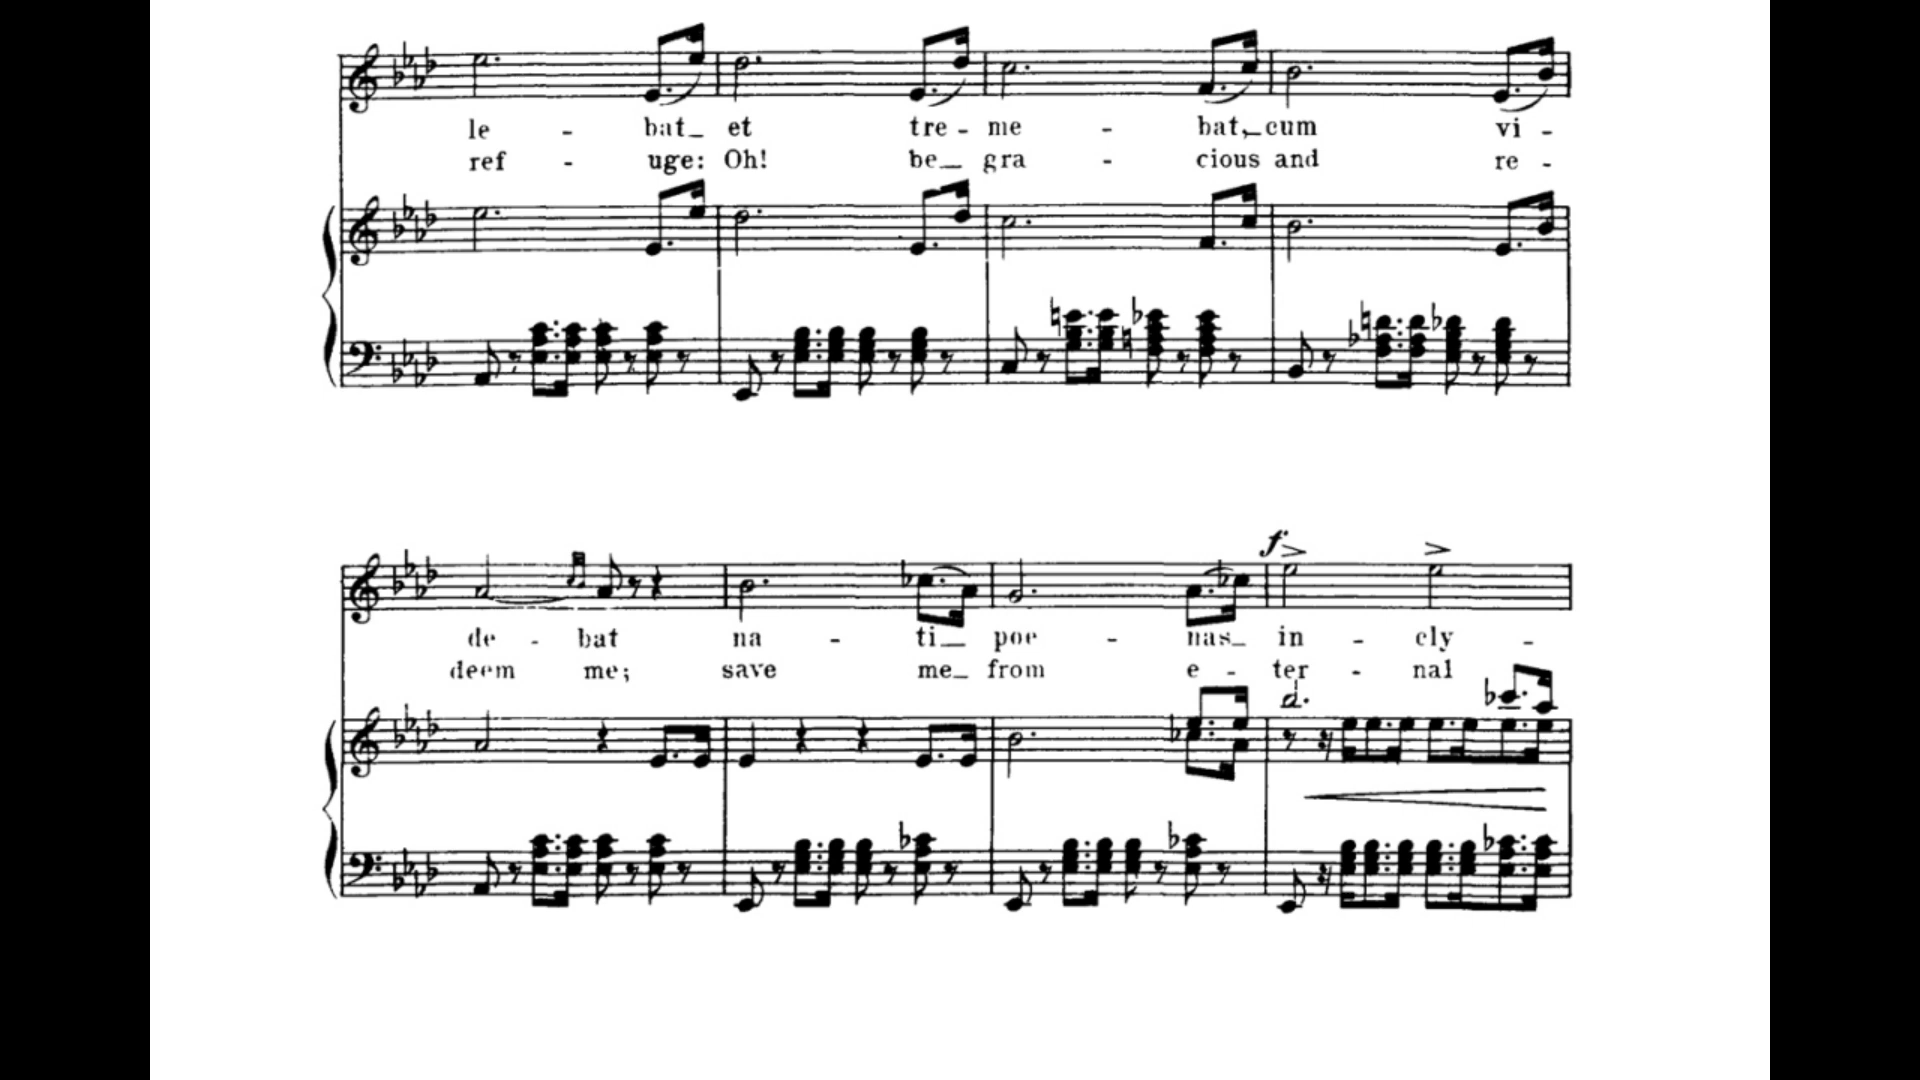 le - bat_ et tre - me - bat,_ cum vi -
ref - uge: Oh! be_ gra - cious and re -
f.
de - bat na - ti_ poe - nas_ in - cly -
deem me; save me_ from e - ter - nal